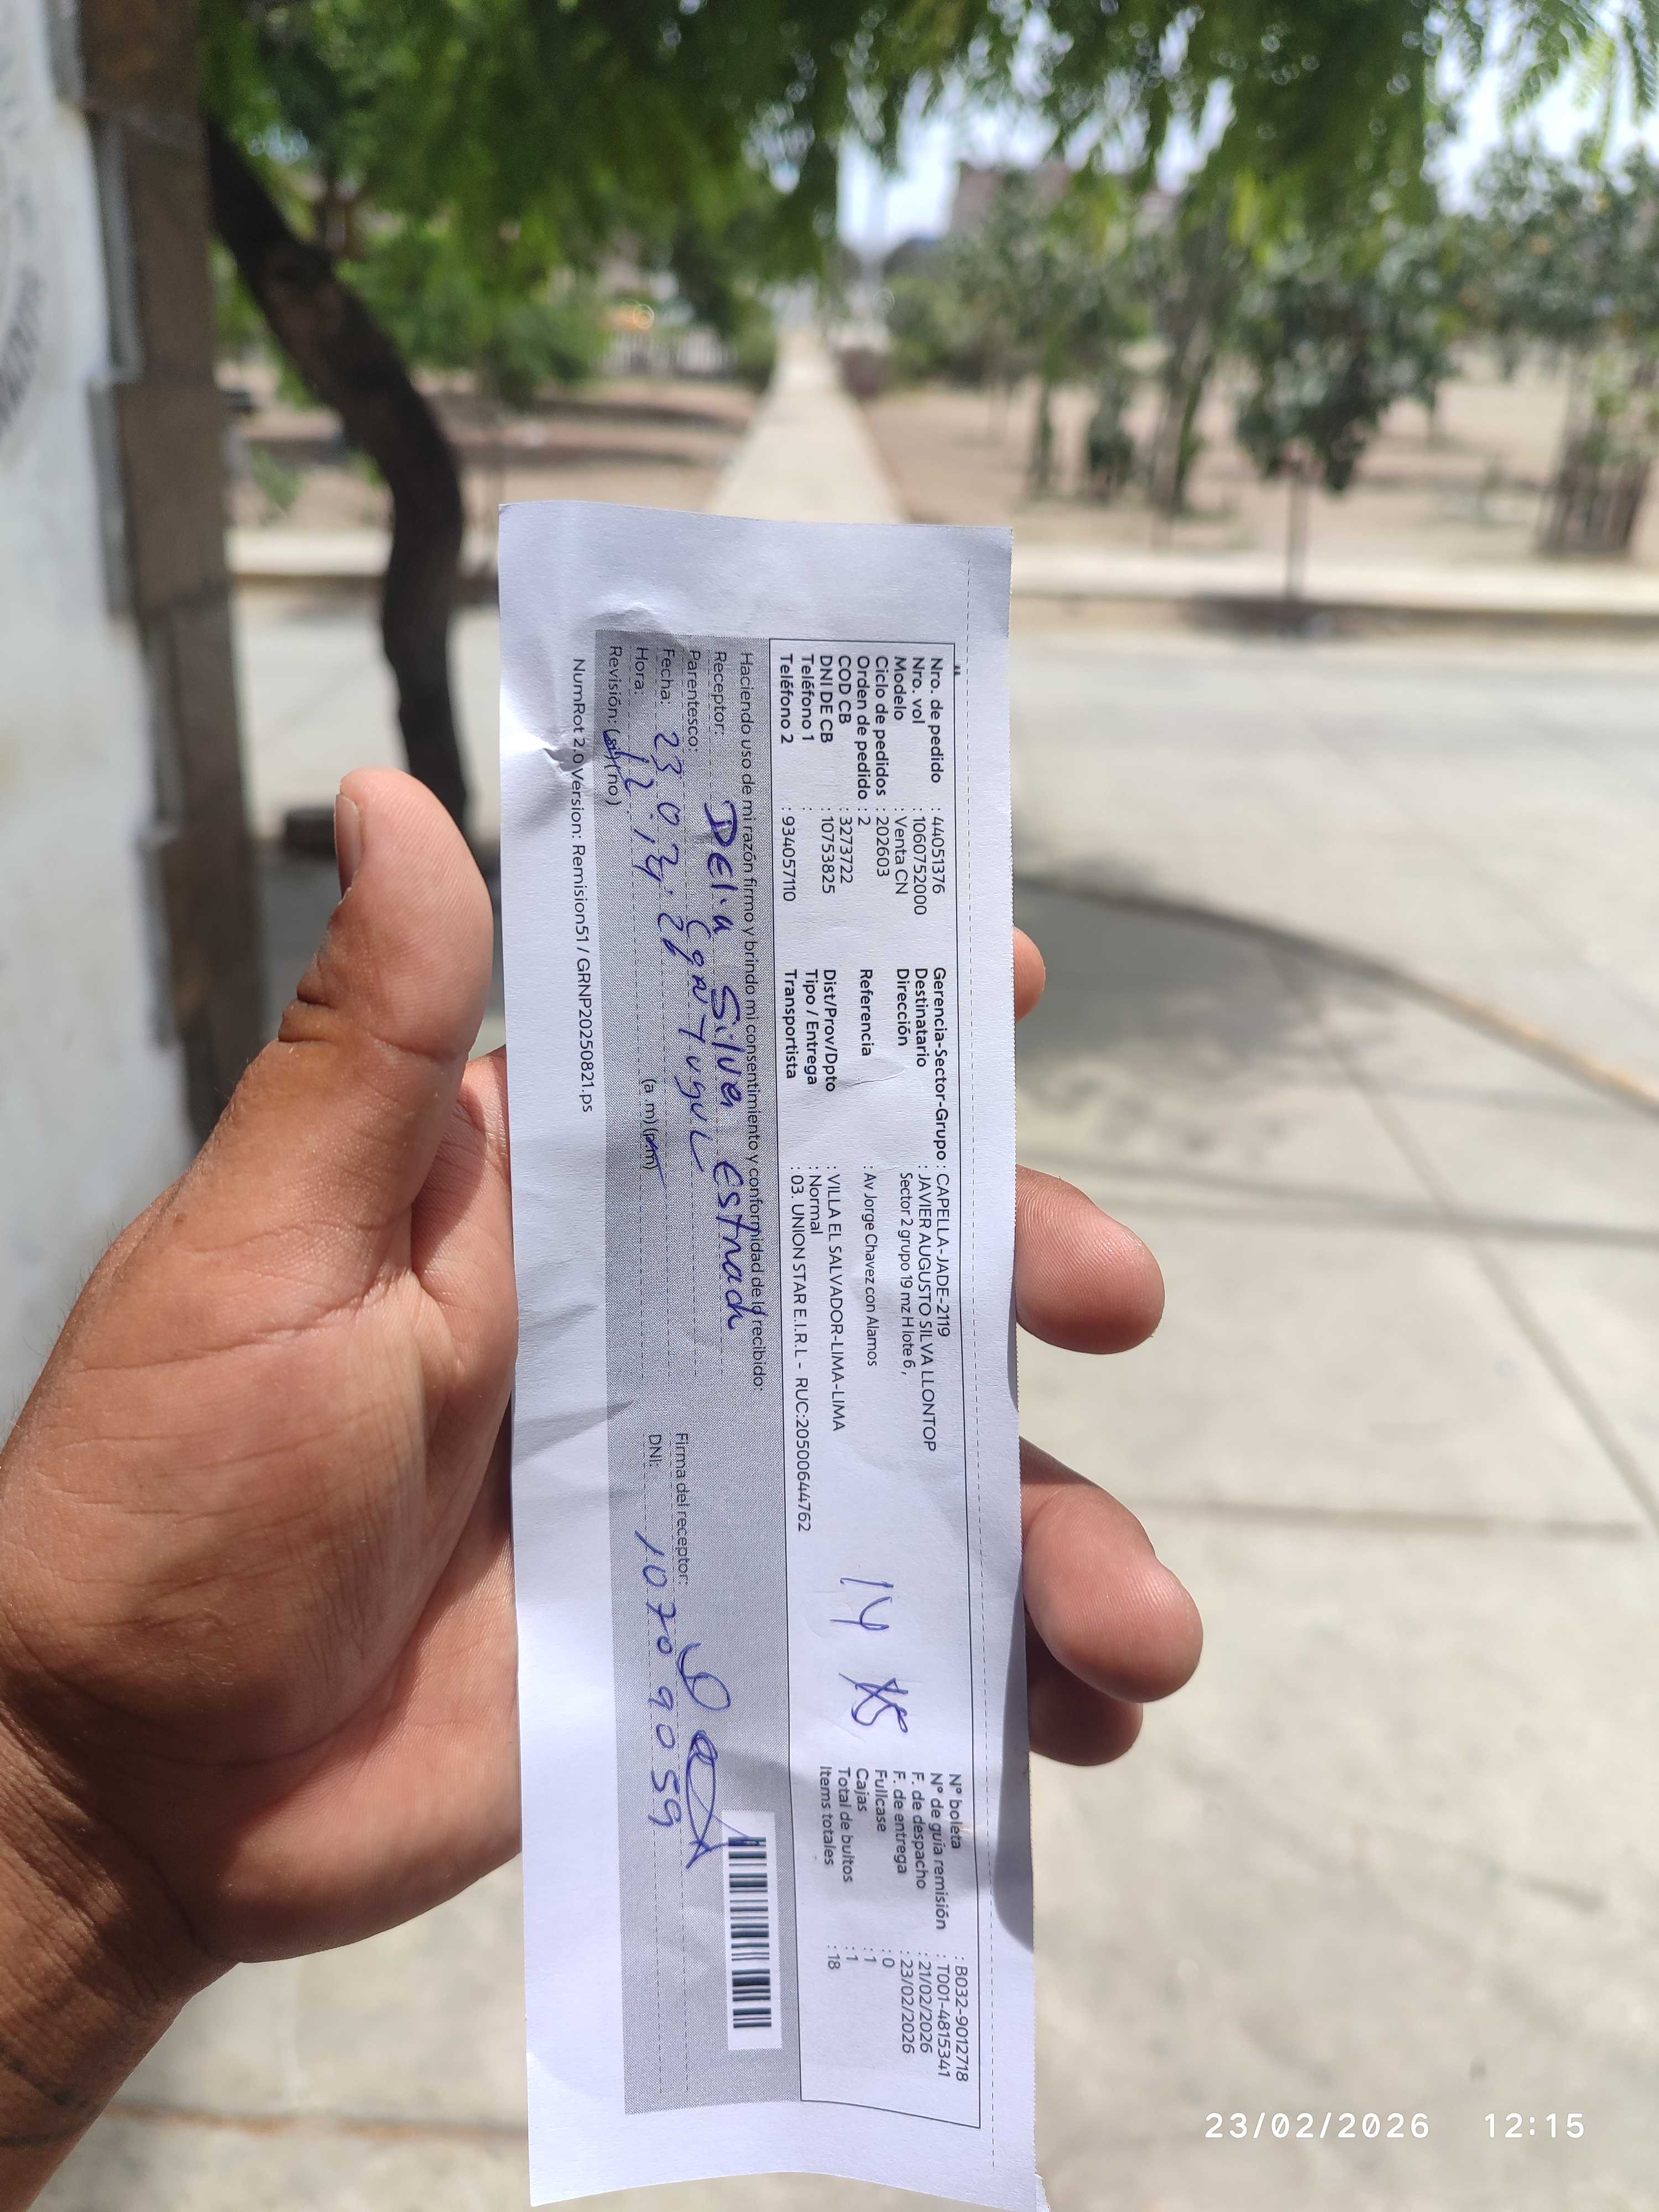 Nro. de pedido : 44051376
Nro. vol : 1060752000
Modelo : Venta CN
Ciclo de pedidos : 202603
Orden de pedido : 2
COD CB : 3273722
DNI DE CB : 10753825
Teléfono 1 :
Teléfono 2 : 934057110
Gerencia-Sector-Grupo : CAPELLA-JADE-2119
Destinatario : JAVIER AUGUSTO SILVA LLONTOP
Dirección Sector 2 grupo 19 mz H lote 6 ,
Referencia : Av Jorge Chavez con Alamos
Dist/Prov/Dpto : VILLA EL SALVADOR-LIMA-LIMA
Tipo / Entrega : Normal
Transportista : 03. UNION STAR E.I.R.L - RUC:20500644762
14
N° boleta : B032-9012718
N° de guía remisión : T001-4815341
F. de despacho : 21/02/2026
F. de entrega : 23/02/2026
Fullcase : 0
Cajas : 1
Total de bultos : 1
Items totales : 18
Haciendo uso de mi razón firmo y brindo mi consentimiento y conformidad de lo recibido:
Receptor: Delia Silva Estrada
Parentesco:
Fecha: 23 02 26
Hora: 12:14 (a.m) (p.m)
Revisión: (si) (no)
Firma del receptor:
DNI: 10709059
NumRot 2.0 Version: Remision51 / GRNP20250821.ps
23/02/2026 12:15